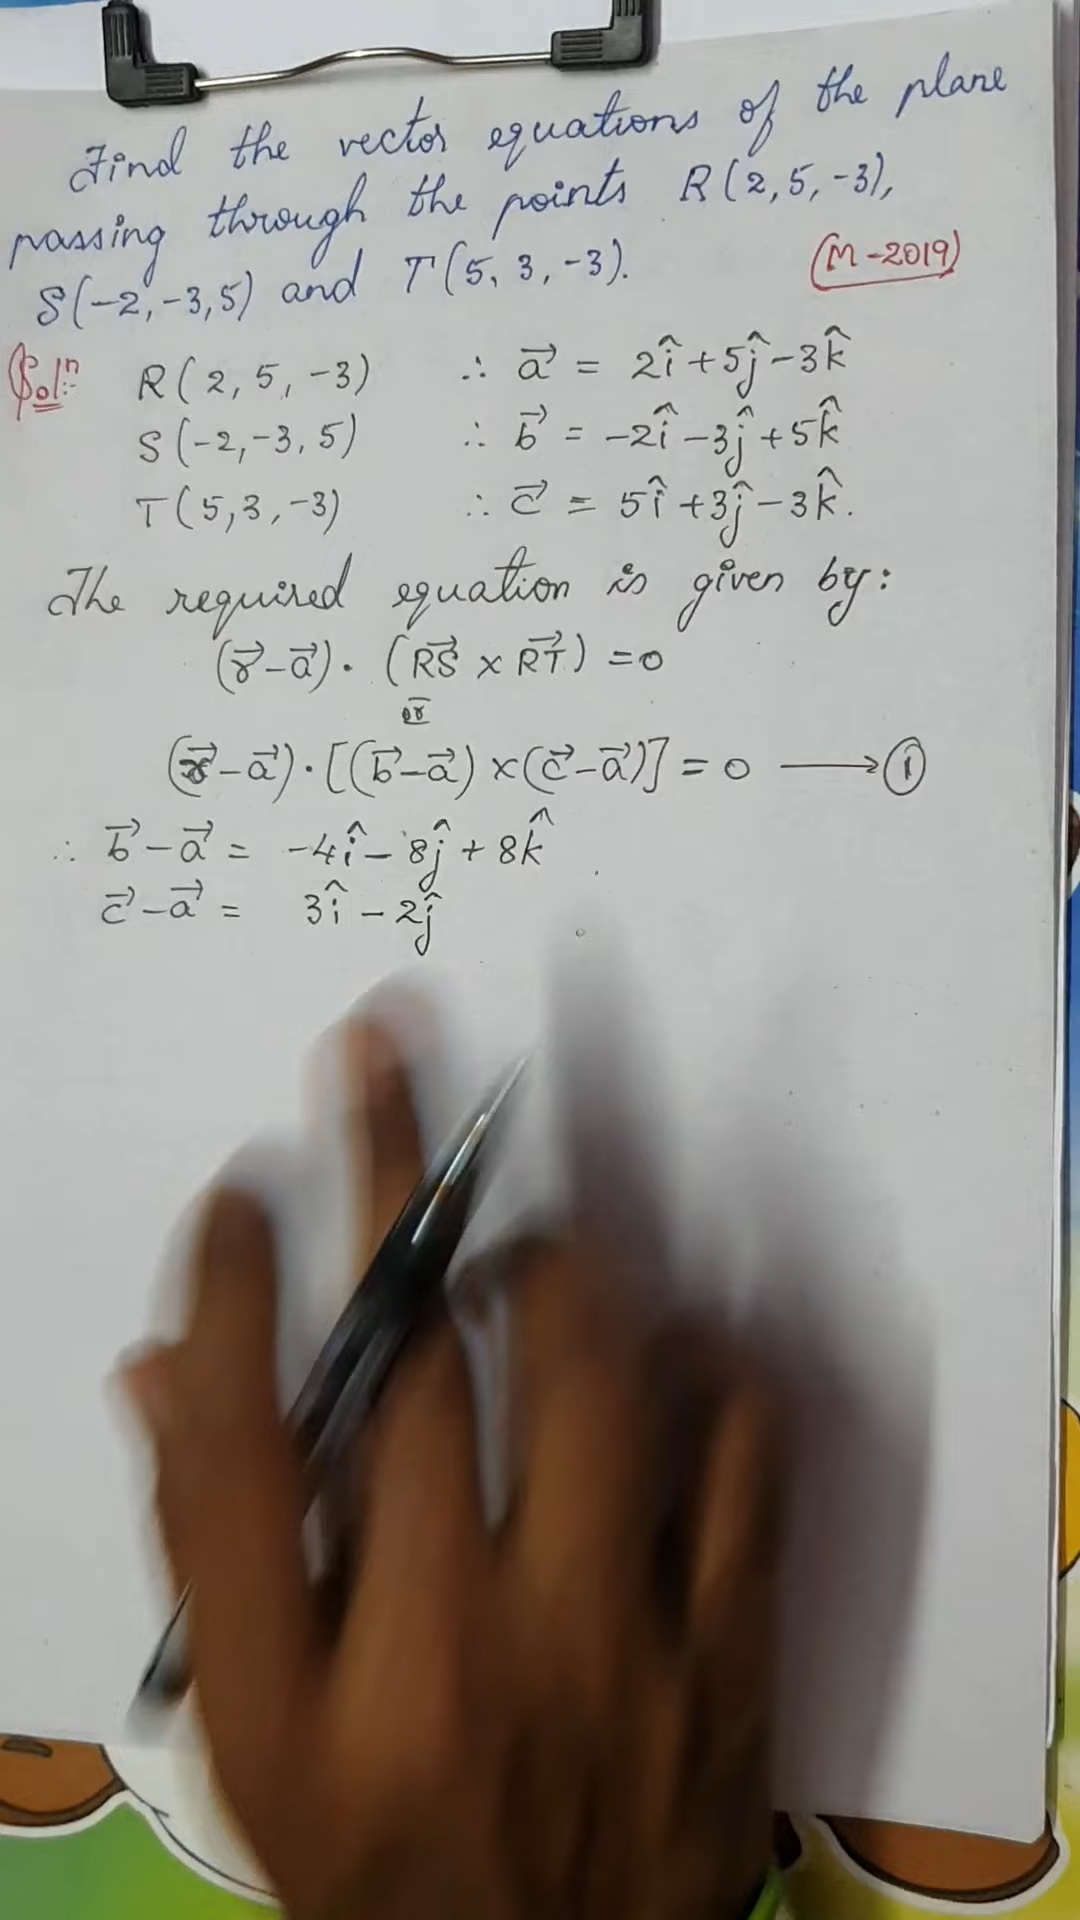 Find the vector equations of the plane
passing through the points R(2, 5, -3),
S(-2, -3, 5) and T(5, 3, -3).
(M-2019)
Solⁿ:-
R(2, 5, -3) ∴ a⃗ = 2î + 5ĵ - 3k̂
S(-2, -3, 5) ∴ b⃗ = -2î - 3ĵ + 5k̂
T(5, 3, -3) ∴ c⃗ = 5î + 3ĵ - 3k̂.
The required equation is given by:
(r⃗ - a⃗) · (RS⃗ × RT⃗) = 0
or
(r⃗ - a⃗) · [(b⃗ - a⃗) × (c⃗ - a⃗)] = 0 ⟶ ①
∴ b⃗ - a⃗ = -4î - 8ĵ + 8k̂
c⃗ - a⃗ = 3î - 2ĵ